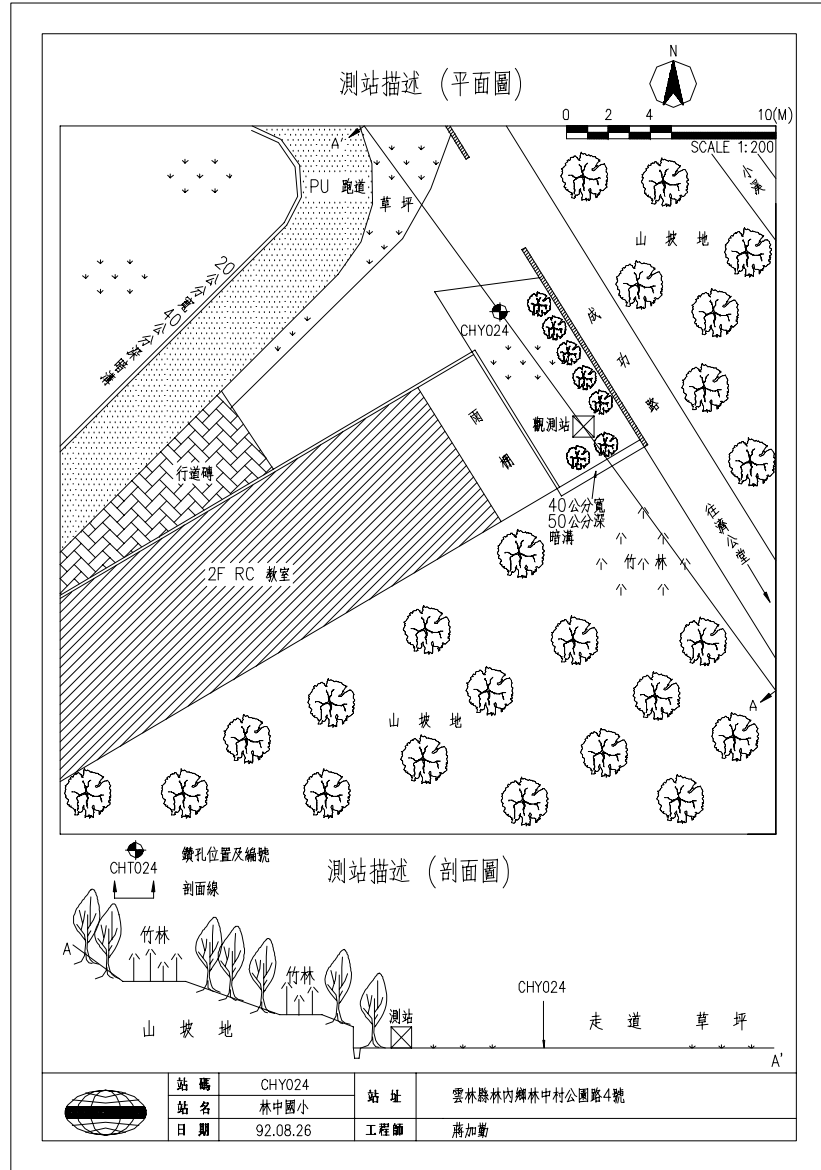 測站描述 (平面圖)
N
0 2 4 10(M)
SCALE 1:200
A'
PU 跑道
草坪
小溪
山坡地
20公分寬
40公分深暗溝
CHY024
成功路
雨棚
觀測站
行道磚
40公分寬
50公分深
暗溝
往濟公堂
竹林
2F RC 教室
A
山坡地
CHT024
鑽孔位置及編號
剖面線
測站描述 (剖面圖)
A
竹林
竹林
山坡地
測站
CHY024
走道
草坪
A'
站碼 CHY024 站址 雲林縣林內鄉林中村公園路4號
站名 林中國小
日期 92.08.26 工程師 蔣加勤